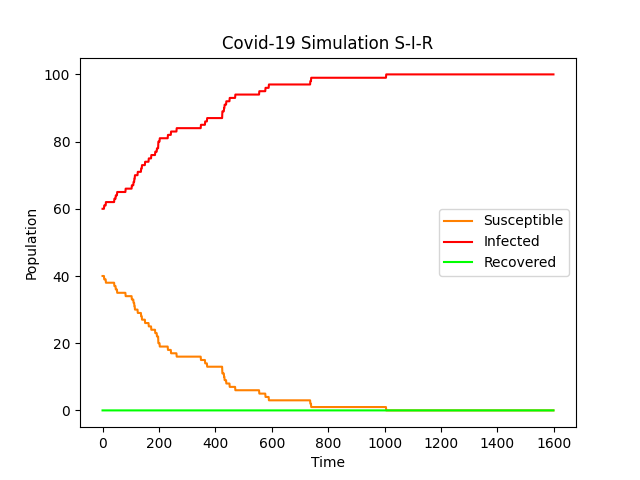 Covid-19 Simulation S-I-R
100
80
60
40
20
0
Population
Susceptible
Infected
Recovered
0 200 400 600 800 1000 1200 1400 1600
Time